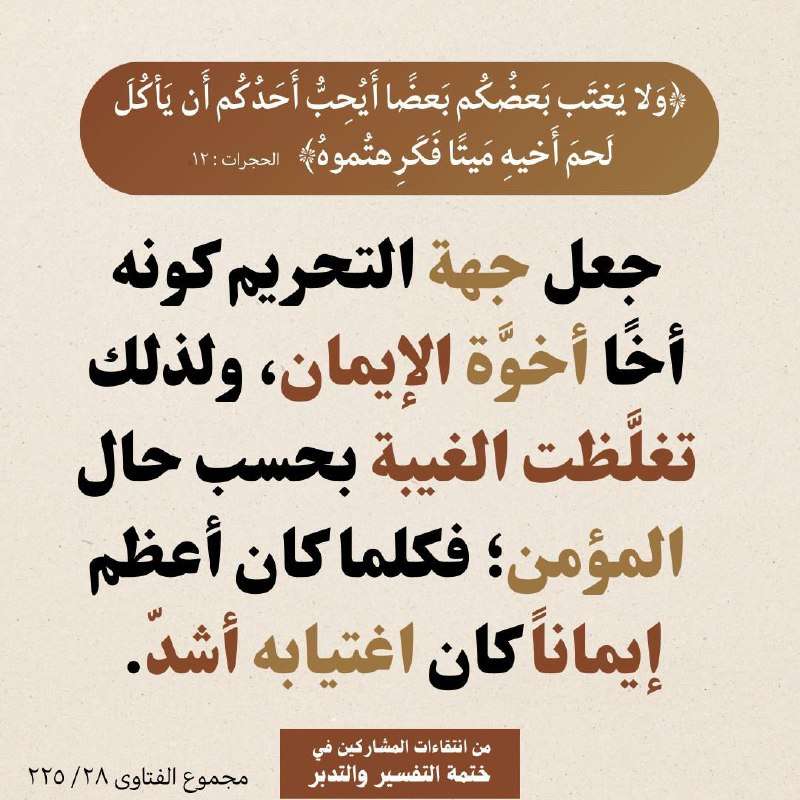 ﴿وَلا يَغتَب بَعضُكُم بَعضًا أَيُحِبُّ أَحَدُكُم أَن يَأكُلَ
لَحمَ أَخيهِ مَيتًا فَكَرِهتُموهُ﴾ الحجرات : ١٢
جعل جهة التحريم كونه
أخًا أخوَّة الإيمان، ولذلك
تغلَّظت الغيبة بحسب حال
المؤمن؛ فكلما كان أعظم
إيماناً كان اغتيابه أشدّ.
من انتقاءات المشاركين في
ختمة التفسير والتدبر
مجموع الفتاوى ٢٨/ ٢٢٥